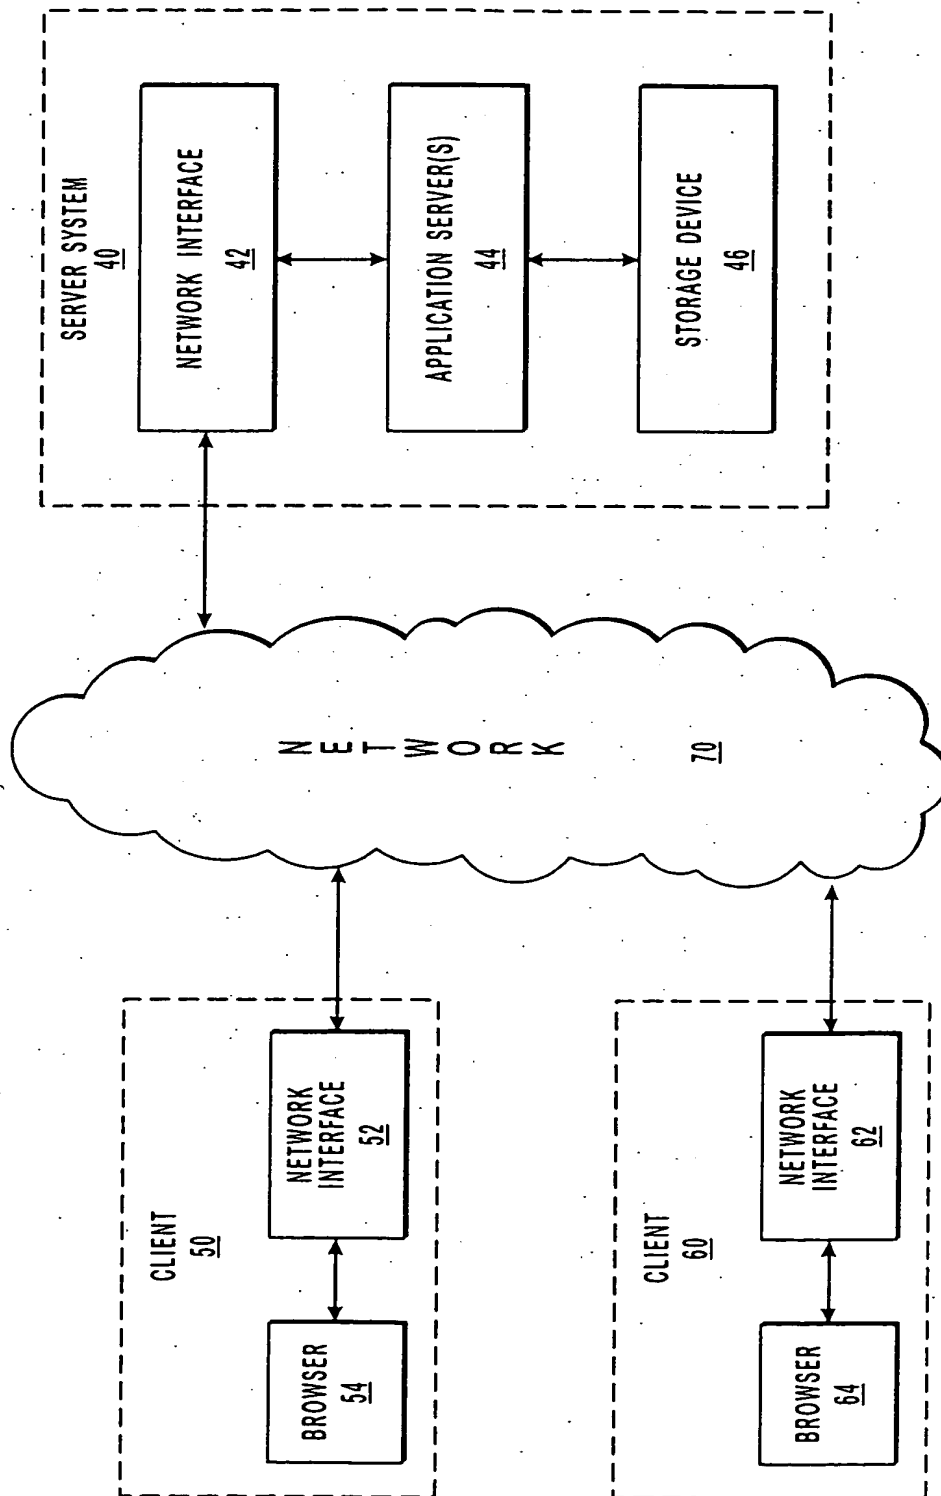 CLIENT
50
BROWSER
54
NETWORK
INTERFACE
52
CLIENT
60
BROWSER
64
NETWORK
INTERFACE
62
NETWORK
70
SERVER SYSTEM
40
NETWORK INTERFACE
42
APPLICATION SERVER(S)
44
STORAGE DEVICE
46